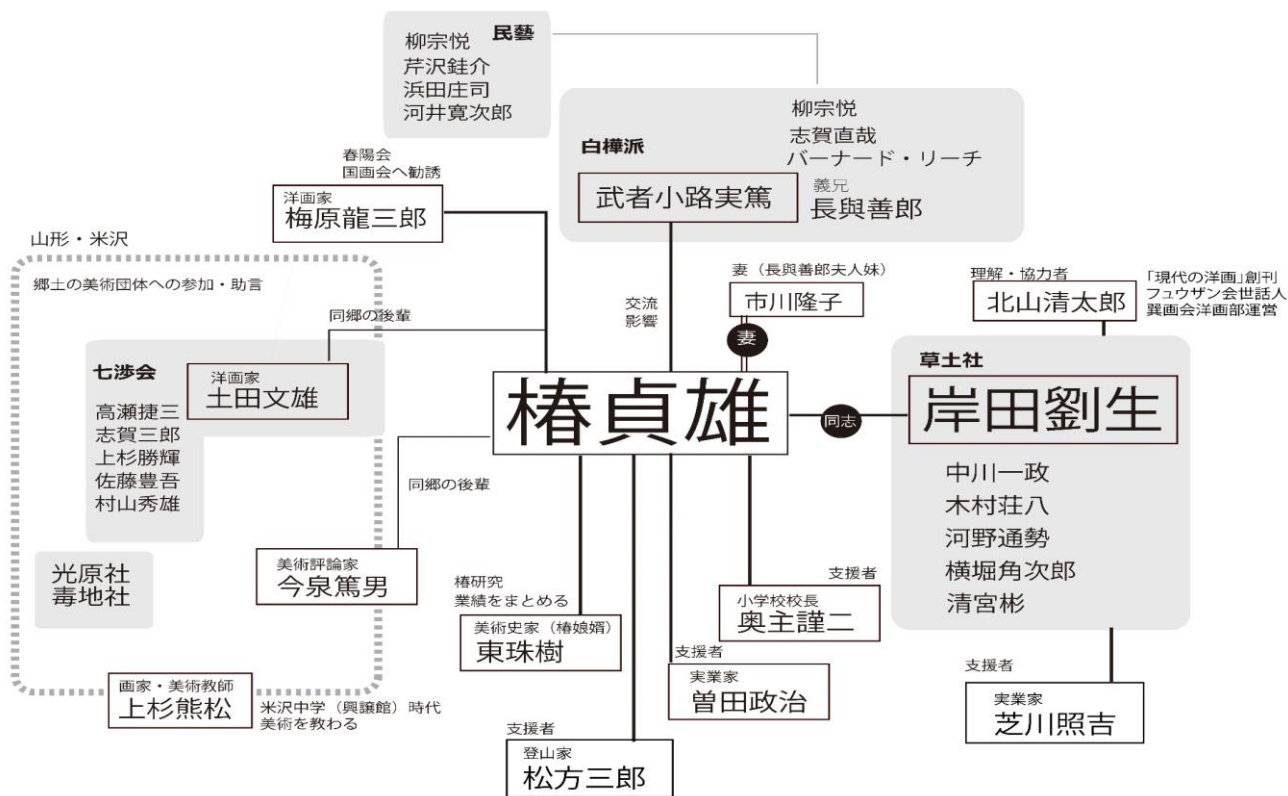 民藝
柳宗悦
芹沢銈介
浜田庄司
河井寛次郎
白樺派
柳宗悦
志賀直哉
バーナード・リーチ
武者小路実篤
義兄
長與善郎
春陽会
国画会へ勧誘
洋画家
梅原龍三郎
山形・米沢
郷土の美術団体への参加・助言
同郷の後輩
七渉会
洋画家
土田文雄
高瀬捷三
志賀三郎
上杉勝輝
佐藤豊吾
村山秀雄
光原社
毒地社
同郷の後輩
美術評論家
今泉篤男
画家・美術教師
上杉熊松
米沢中学（興譲館）時代
美術を教わる
交流
影響
妻（長與善郎夫人妹）
市川隆子
妻
椿貞雄
同志
理解・協力者
北山清太郎
「現代の洋画」創刊
フュウザン会世話人
巽画会洋画部運営
草土社
岸田劉生
中川一政
木村荘八
河野通勢
横堀角次郎
清宮彬
椿研究
業績をまとめる
美術史家（椿娘婿）
東珠樹
支援者
登山家
松方三郎
支援者
実業家
曽田政治
支援者
小学校校長
奥主謹二
支援者
実業家
芝川照吉